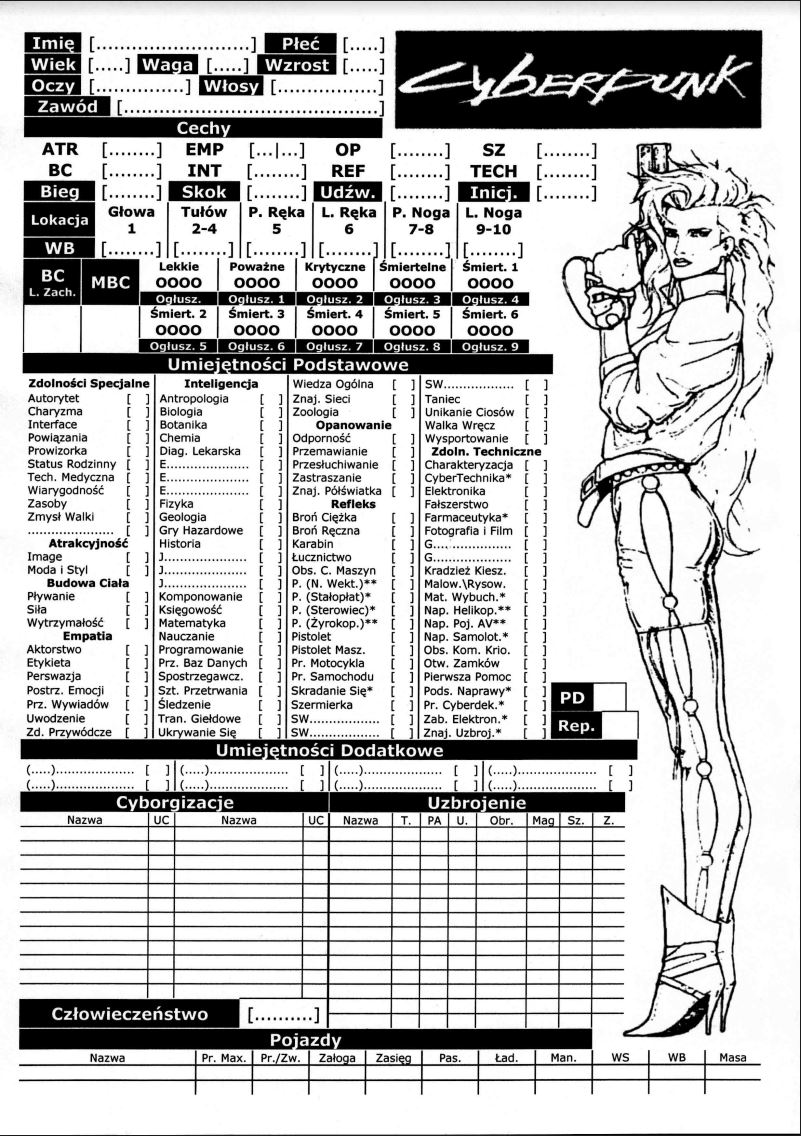 Imię [..........................] Płeć [.....]
CYBERPUNK
Wiek [.....] Waga [.....] Wzrost [.....]
Oczy [...............] Włosy [.................]
Zawód [..........................................]
Cechy
ATR [........] EMP [...|...] OP [........] SZ [........]
BC [........] INT [........] REF [........] TECH [........]
Bieg [........] Skok [........] Udźw. [........] Inicj. [........]
Lokacja Głowa Tułów P. Ręka L. Ręka P. Noga L. Noga
1 2-4 5 6 7-8 9-10
WB [........] [........] [........] [........] [........] [........]
BC L. Zach. MBC Lekkie Poważne Krytyczne Śmiertelne Śmiert. 1
OOOO OOOO OOOO OOOO OOOO
Ogłusz. Ogłusz. 1 Ogłusz. 2 Ogłusz. 3 Ogłusz. 4
Śmiert. 2 Śmiert. 3 Śmiert. 4 Śmiert. 5 Śmiert. 6
OOOO OOOO OOOO OOOO OOOO
Ogłusz. 5 Ogłusz. 6 Ogłusz. 7 Ogłusz. 8 Ogłusz. 9
Umiejętności Podstawowe
Zdolności Specjalne
Autorytet [ ]
Charyzma [ ]
Interface [ ]
Powiązania [ ]
Prowizorka [ ]
Status Rodzinny [ ]
Tech. Medyczna [ ]
Wiarygodność [ ]
Zasoby [ ]
Zmysł Walki [ ]
..................... [ ]
Atrakcyjność
Image [ ]
Moda i Styl [ ]
Budowa Ciała
Pływanie [ ]
Siła [ ]
Wytrzymałość [ ]
Empatia
Aktorstwo [ ]
Etykieta [ ]
Perswazja [ ]
Postrz. Emocji [ ]
Prz. Wywiadów [ ]
Uwodzenie [ ]
Zd. Przywódcze [ ]
Inteligencja
Antropologia [ ]
Biologia [ ]
Botanika [ ]
Chemia [ ]
Diag. Lekarska [ ]
E..................... [ ]
E..................... [ ]
E..................... [ ]
Fizyka [ ]
Geologia [ ]
Gry Hazardowe [ ]
Historia [ ]
J..................... [ ]
J..................... [ ]
J..................... [ ]
Komponowanie [ ]
Księgowość [ ]
Matematyka [ ]
Nauczanie [ ]
Programowanie [ ]
Prz. Baz Danych [ ]
Spostrzegawcz. [ ]
Szt. Przetrwania [ ]
Śledzenie [ ]
Tran. Giełdowe [ ]
Ukrywanie Się [ ]
Wiedza Ogólna [ ]
Znaj. Sieci [ ]
Zoologia [ ]
Opanowanie
Odporność [ ]
Przemawianie [ ]
Przesłuchiwanie [ ]
Zastraszanie [ ]
Znaj. Półświatka [ ]
Refleks
Broń Ciężka [ ]
Broń Ręczna [ ]
Karabin [ ]
Łucznictwo [ ]
Obs. C. Maszyn [ ]
P. (N. Wekt.)** [ ]
P. (Stałopłat)* [ ]
P. (Sterowiec)* [ ]
P. (Żyrokop.)** [ ]
Pistolet [ ]
Pistolet Masz. [ ]
Pr. Motocykla [ ]
Pr. Samochodu [ ]
Skradanie Się* [ ]
Szermierka [ ]
SW.................. [ ]
SW.................. [ ]
SW.................. [ ]
Taniec [ ]
Unikanie Ciosów [ ]
Walka Wręcz [ ]
Wysportowanie [ ]
Zdoln. Techniczne
Charakteryzacja [ ]
CyberTechnika* [ ]
Elektronika [ ]
Fałszerstwo [ ]
Farmaceutyka* [ ]
Fotografia i Film [ ]
G.................... [ ]
G.................... [ ]
Kradzież Kiesz. [ ]
Malow.\Rysow. [ ]
Mat. Wybuch.* [ ]
Nap. Helikop.** [ ]
Nap. Poj. AV** [ ]
Nap. Samolot.* [ ]
Obs. Kom. Krio. [ ]
Otw. Zamków [ ]
Pierwsza Pomoc [ ]
Pods. Naprawy* [ ]
Pr. Cyberdek.* [ ]
Zab. Elektron.* [ ]
Znaj. Uzbroj.* [ ]
PD
Rep.
Umiejętności Dodatkowe
(.....).................... [ ] (.....).................... [ ] (.....).................... [ ] (.....).................... [ ]
(.....).................... [ ] (.....).................... [ ] (.....).................... [ ] (.....).................... [ ]
Cyborgizacje Uzbrojenie
Nazwa UC Nazwa UC Nazwa T. PA U. Obr. Mag Sz. Z.
Człowieczeństwo [..........]
Pojazdy
Nazwa Pr. Max. Pr./Zw. Załoga Zasięg Pas. Ład. Man. WS WB Masa